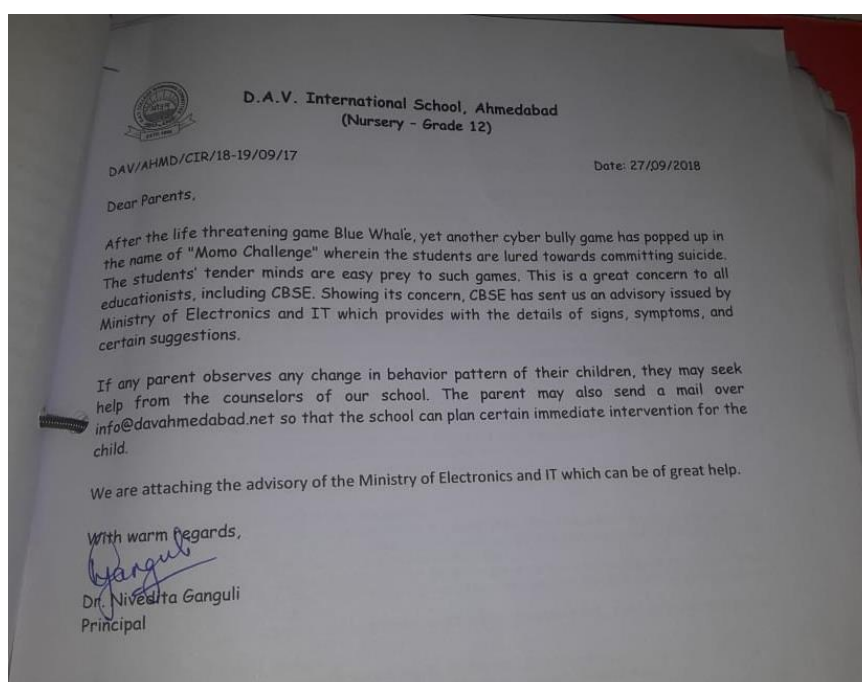 D.A.V. International School, Ahmedabad
(Nursery - Grade 12)
DAV/AHMD/CIR/18-19/09/17
Date: 27/09/2018
Dear Parents,
After the life threatening game Blue Whale, yet another cyber bully game has popped up in
the name of "Momo Challenge" wherein the students are lured towards committing suicide.
The students' tender minds are easy prey to such games. This is a great concern to all
educationists, including CBSE. Showing its concern, CBSE has sent us an advisory issued by
Ministry of Electronics and IT which provides with the details of signs, symptoms, and
certain suggestions.
If any parent observes any change in behavior pattern of their children, they may seek
help from the counselors of our school. The parent may also send a mail over
info@davahmedabad.net so that the school can plan certain immediate intervention for the
child.
We are attaching the advisory of the Ministry of Electronics and IT which can be of great help.
With warm Regards,
Ganguli
Dr. Nivedita Ganguli
Principal